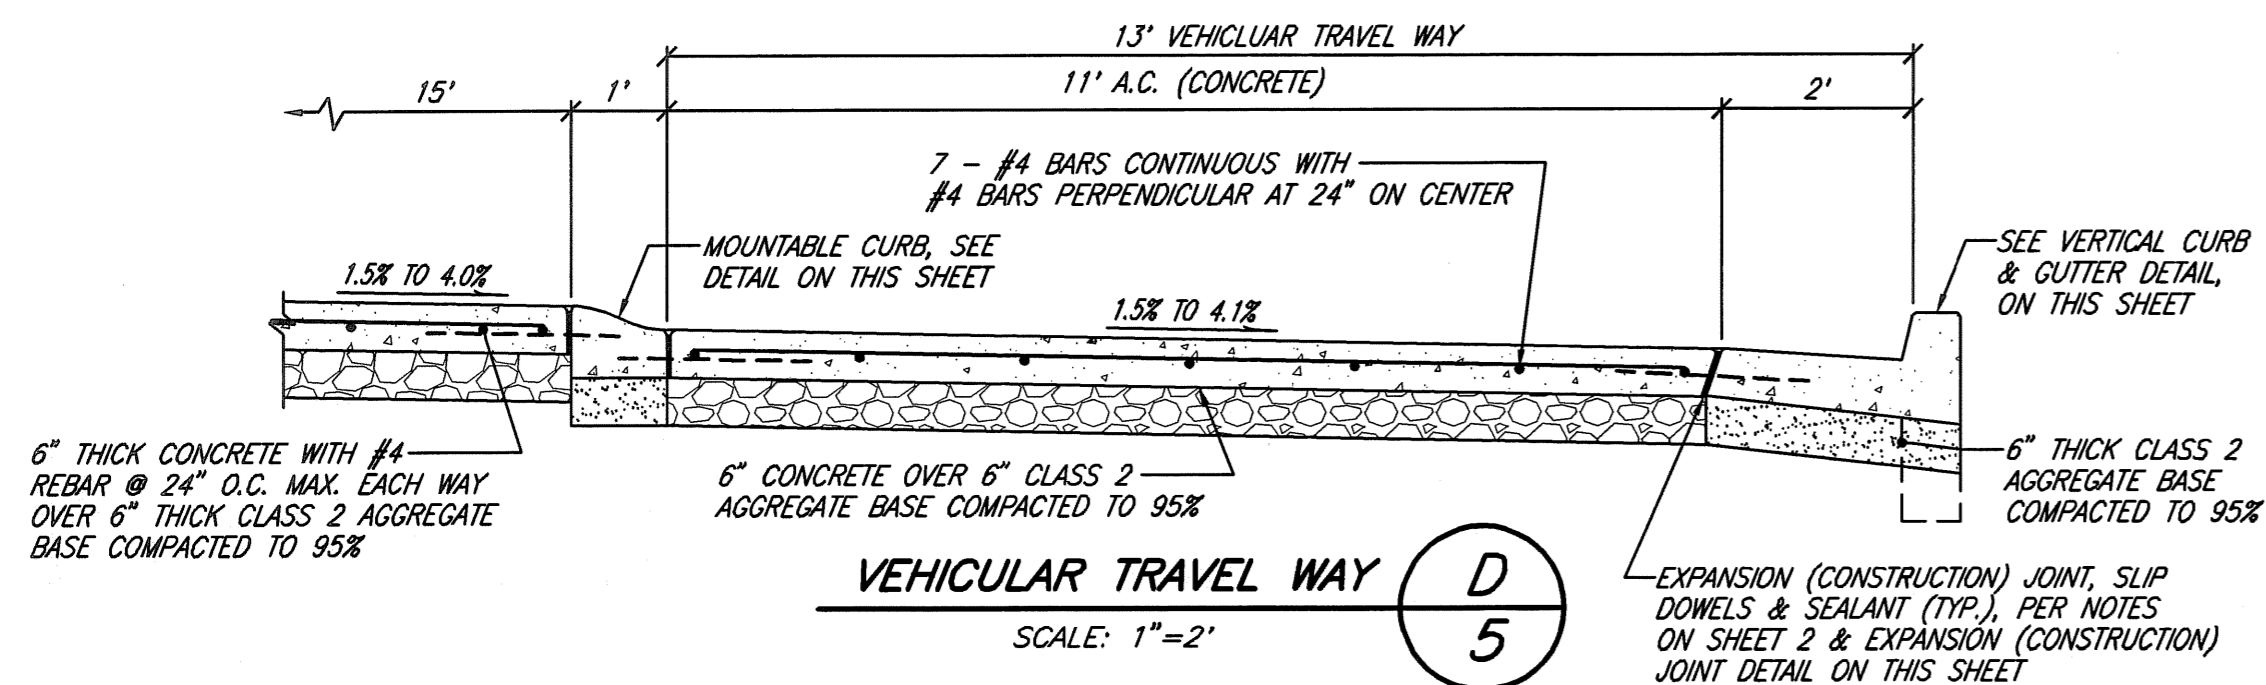 13' VEHICLUAR TRAVEL WAY
15'
1'
11' A.C. (CONCRETE)
2'
7 - #4 BARS CONTINUOUS WITH
#4 BARS PERPENDICULAR AT 24" ON CENTER
MOUNTABLE CURB, SEE
DETAIL ON THIS SHEET
SEE VERTICAL CURB
& GUTTER DETAIL,
ON THIS SHEET
1.5% TO 4.0%
1.5% TO 4.1%
6" THICK CONCRETE WITH #4
REBAR @ 24" O.C. MAX. EACH WAY
OVER 6" THICK CLASS 2 AGGREGATE
BASE COMPACTED TO 95%
6" CONCRETE OVER 6" CLASS 2
AGGREGATE BASE COMPACTED TO 95%
6" THICK CLASS 2
AGGREGATE BASE
COMPACTED TO 95%
EXPANSION (CONSTRUCTION) JOINT, SLIP
DOWELS & SEALANT (TYP.), PER NOTES
ON SHEET 2 & EXPANSION (CONSTRUCTION)
JOINT DETAIL ON THIS SHEET
VEHICULAR TRAVEL WAY
SCALE: 1"=2'
D
5